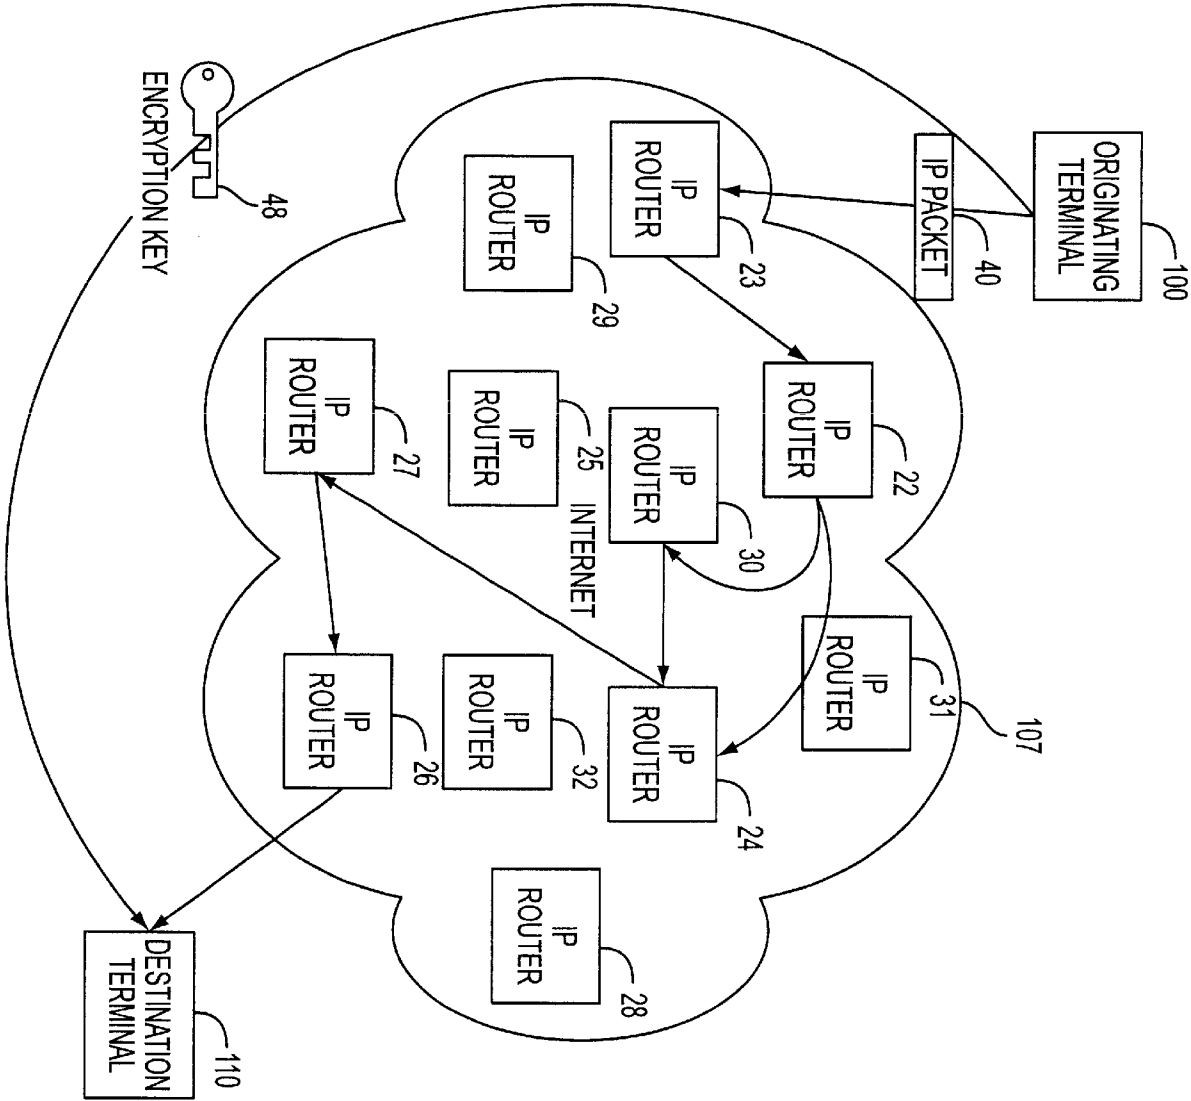 100
ORIGINATING
TERMINAL
40
IP PACKET
107
31
IP
ROUTER
22
IP
ROUTER
23
IP
ROUTER
30
IP
ROUTER
24
IP
ROUTER
INTERNET
29
IP
ROUTER
25
IP
ROUTER
32
IP
ROUTER
28
IP
ROUTER
27
IP
ROUTER
26
IP
ROUTER
48
ENCRYPTION KEY
110
DESTINATION
TERMINAL